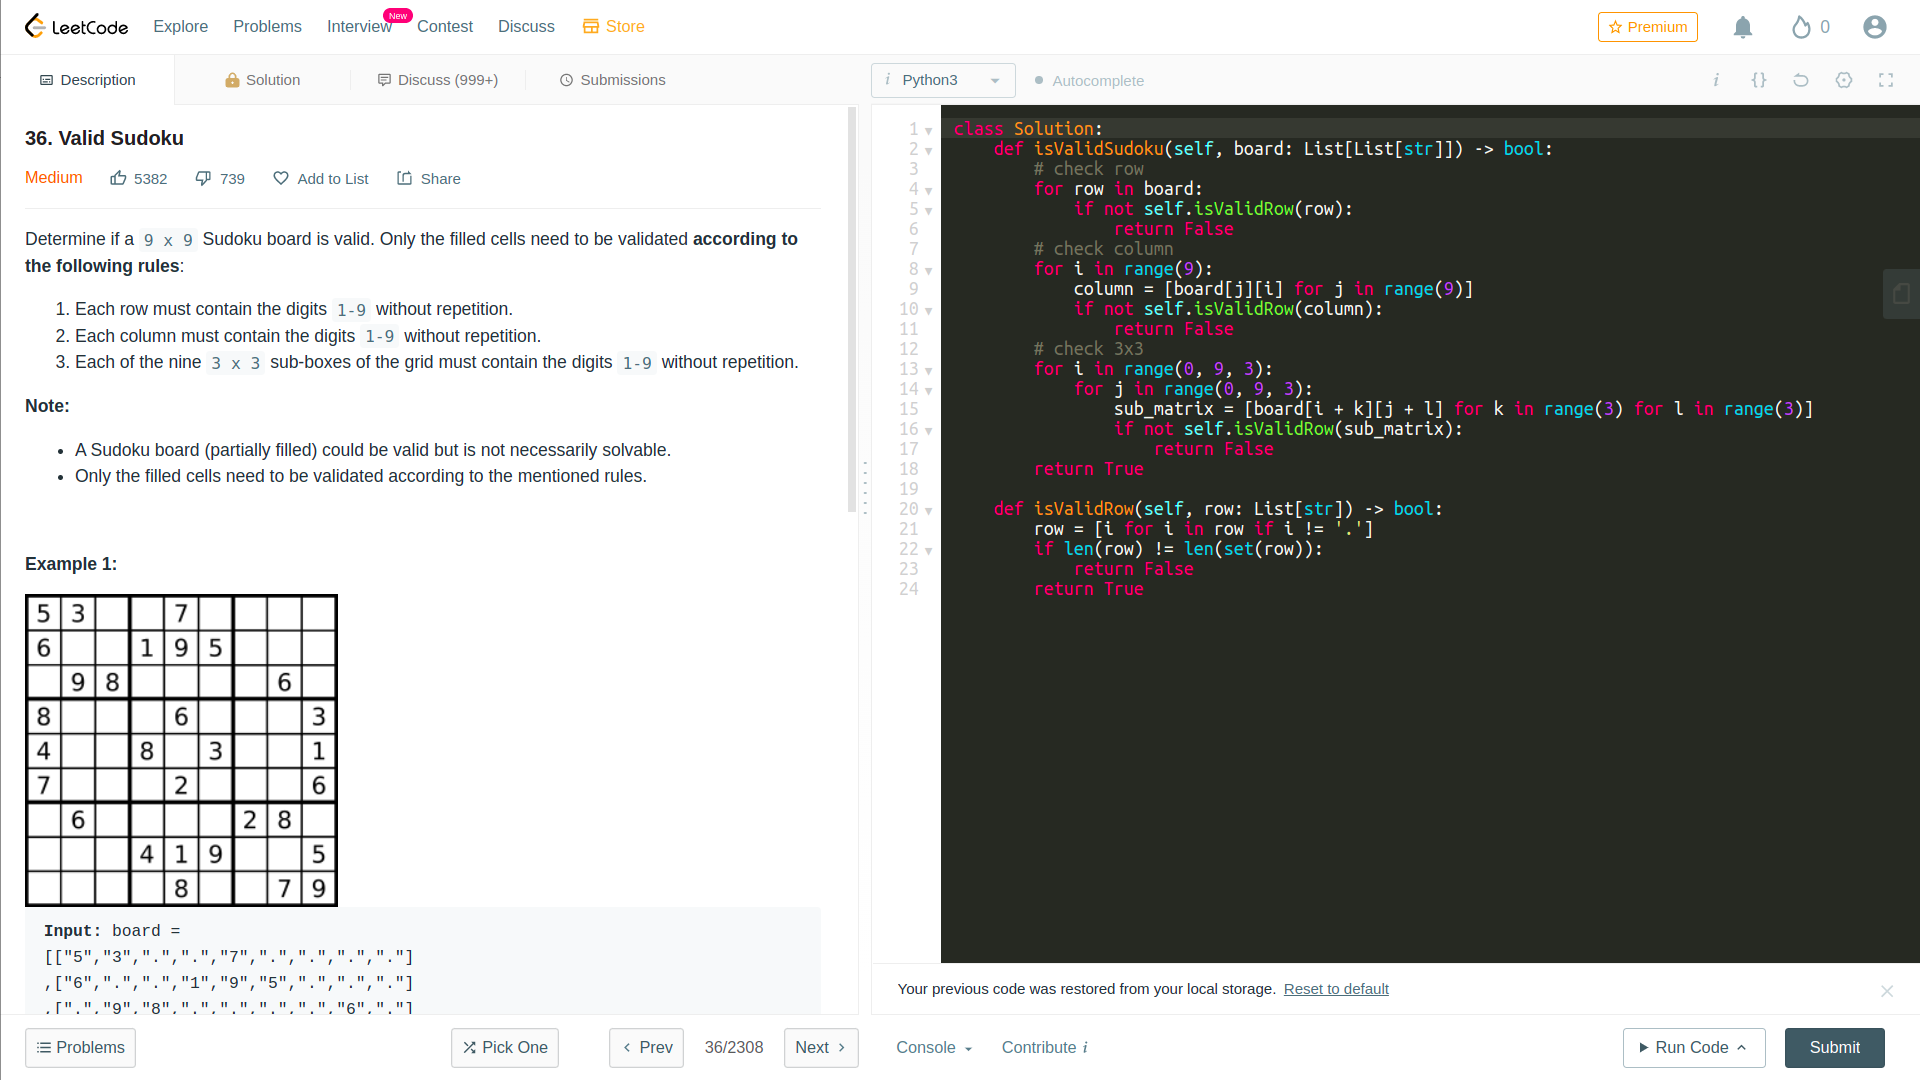 LeetCode Explore Problems Interview New Contest Discuss Store Premium 0
Description Solution Discuss (999+) Submissions
i Python3 Autocomplete i {}
36. Valid Sudoku
Medium 5382 739 Add to List Share
Determine if a 9 x 9 Sudoku board is valid. Only the filled cells need to be validated according to
the following rules:
1. Each row must contain the digits 1-9 without repetition.
2. Each column must contain the digits 1-9 without repetition.
3. Each of the nine 3 x 3 sub-boxes of the grid must contain the digits 1-9 without repetition.
Note:
• A Sudoku board (partially filled) could be valid but is not necessarily solvable.
• Only the filled cells need to be validated according to the mentioned rules.
Example 1:
5 3 7
6 1 9 5
9 8 6
8 6 3
4 8 3 1
7 2 6
6 2 8
4 1 9 5
8 7 9
Input: board =
[["5","3",".",".","7",".",".",".","."]
,["6",".",".","1","9","5",".",".","."]
,[".","9","8",".",".",".",".","6","."]
1 class Solution:
2     def isValidSudoku(self, board: List[List[str]]) -> bool:
3         # check row
4         for row in board:
5             if not self.isValidRow(row):
6                 return False
7         # check column
8         for i in range(9):
9             column = [board[j][i] for j in range(9)]
10             if not self.isValidRow(column):
11                 return False
12         # check 3x3
13         for i in range(0, 9, 3):
14             for j in range(0, 9, 3):
15                 sub_matrix = [board[i + k][j + l] for k in range(3) for l in range(3)]
16                 if not self.isValidRow(sub_matrix):
17                     return False
18         return True
19
20     def isValidRow(self, row: List[str]) -> bool:
21         row = [i for i in row if i != '.']
22         if len(row) != len(set(row)):
23             return False
24         return True
Your previous code was restored from your local storage. Reset to default
Problems Pick One Prev 36/2308 Next Console Contribute i Run Code Submit